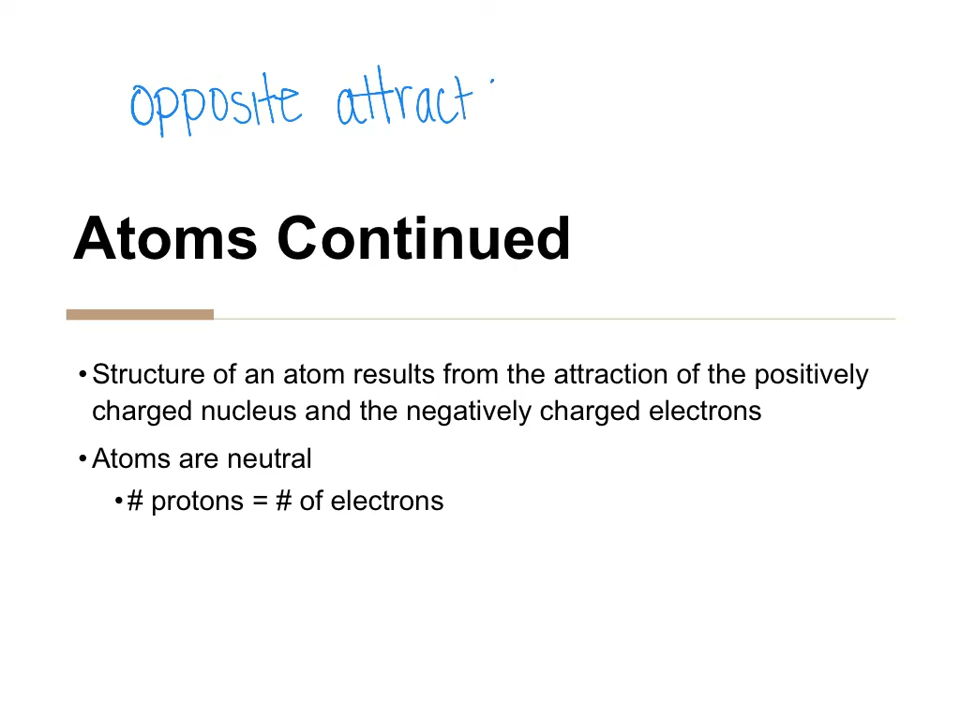 opposite attract
Atoms Continued
• Structure of an atom results from the attraction of the positively
charged nucleus and the negatively charged electrons
• Atoms are neutral
• # protons = # of electrons